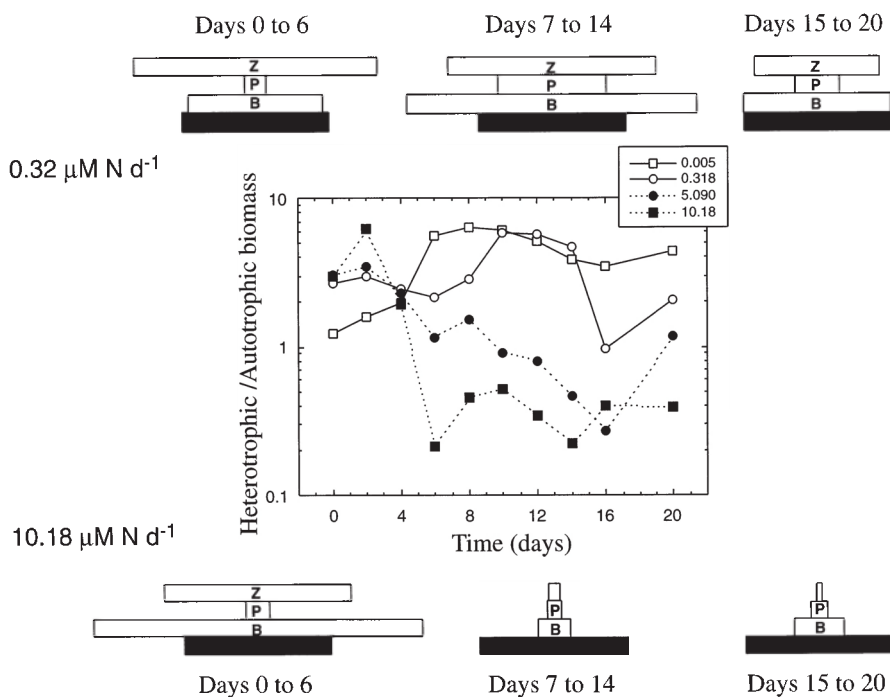 Days 0 to 6 Days 7 to 14 Days 15 to 20
Z Z Z
P P P
B B B
0.32 μM N d-1
0.005
0.318
5.090
10.18
Heterotrophic /Autotrophic biomass
10
1
0.1
0 4 8 12 16 20
Time (days)
10.18 μM N d-1
Z
P P P
B B B
Days 0 to 6 Days 7 to 14 Days 15 to 20